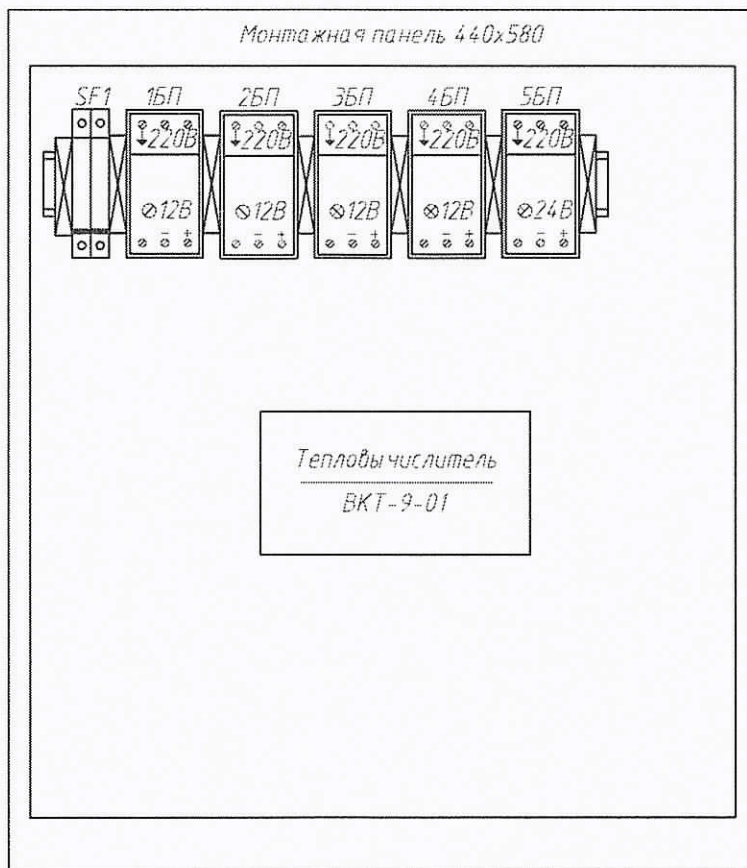 Монтажная панель 440х580
SF1 1БП 2БП 3БП 4БП 5БП
220В 220В 220В 220В 220В
12В 12В 12В 12В 24В
- + - + - + - + - +
Тепловычислитель
ВКТ-9-01